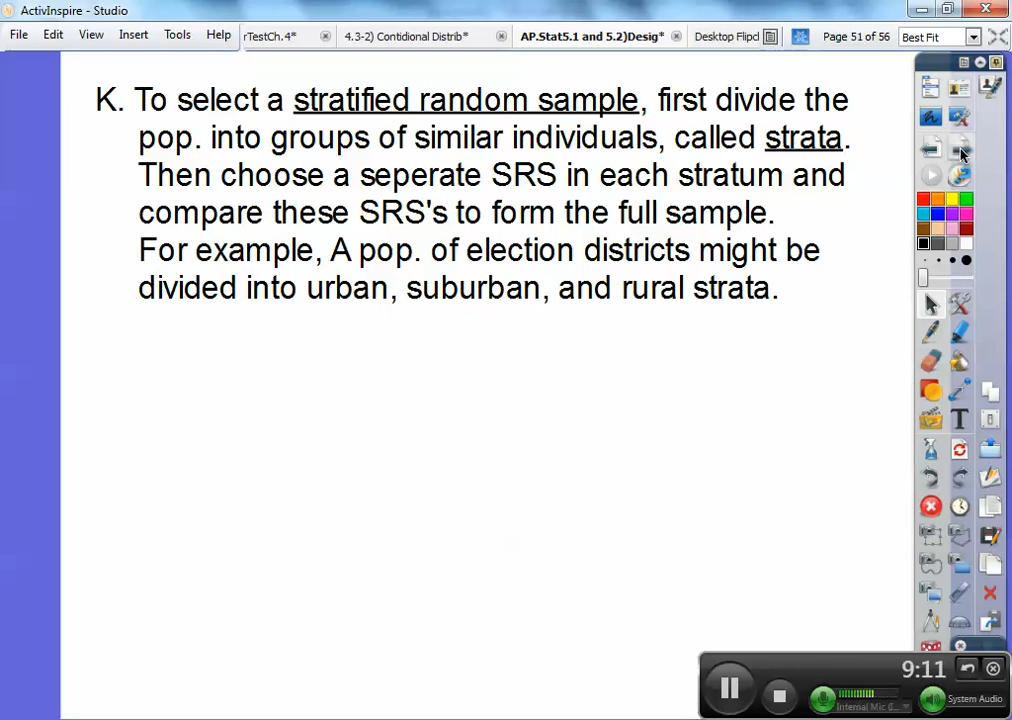 ActivInspire - Studio
File Edit View Insert Tools Help
rTestCh.4* 4.3-2) Contidional Distrib* AP.Stat5.1 and 5.2)Desig* Desktop Flipcl Page 51 of 56 Best Fit
K. To select a stratified random sample, first divide the
pop. into groups of similar individuals, called strata.
Then choose a seperate SRS in each stratum and
compare these SRS's to form the full sample.
For example, A pop. of election districts might be
divided into urban, suburban, and rural strata.
T
9:11
Internal Mic (I... System Audio